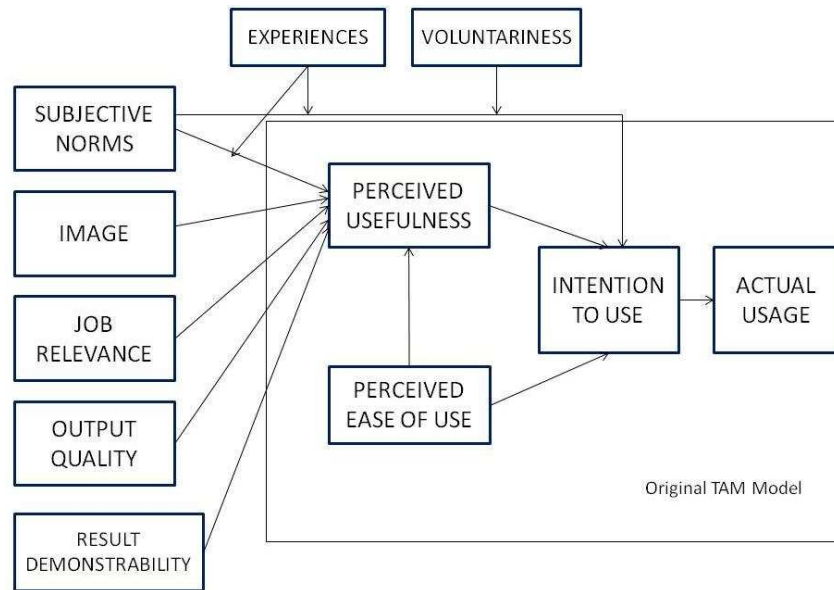 EXPERIENCES
VOLUNTARINESS
SUBJECTIVE
NORMS
IMAGE
JOB
RELEVANCE
OUTPUT
QUALITY
RESULT
DEMONSTRABILITY
PERCEIVED
USEFULNESS
PERCEIVED
EASE OF USE
INTENTION
TO USE
ACTUAL
USAGE
Original TAM Model